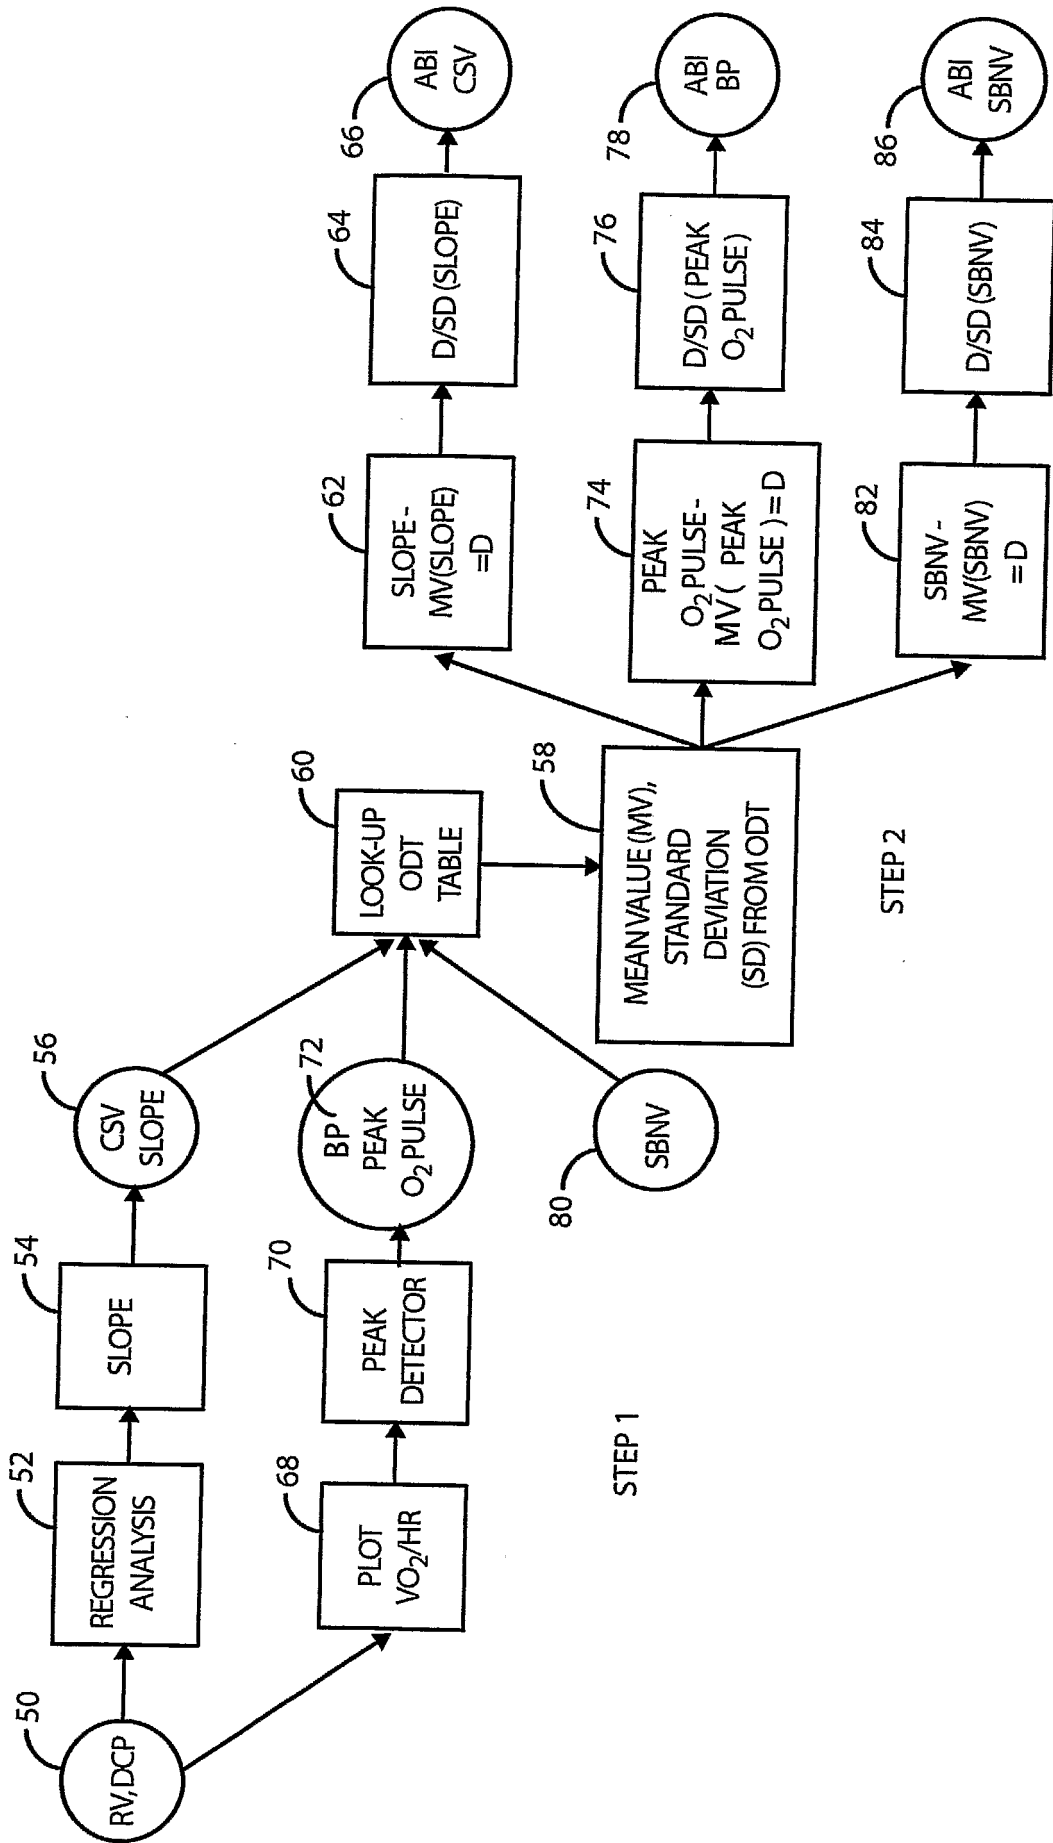 50
RV, DCP
52
REGRESSION
ANALYSIS
54
SLOPE
56
CSV
SLOPE
68
PLOT
VO₂/HR
70
PEAK
DETECTOR
72
BP
PEAK
O₂ PULSE
80
SBNV
STEP 1
60
LOOK-UP
ODT
TABLE
58
MEAN VALUE (MV),
STANDARD
DEVIATION
(SD) FROM ODT
62
SLOPE -
MV(SLOPE)
=D
64
D/SD (SLOPE)
66
ABI
CSV
74
PEAK
O₂ PULSE-
MV ( PEAK
O₂ PULSE ) = D
76
D/SD ( PEAK
O₂ PULSE )
78
ABI
BP
82
SBNV -
MV(SBNV)
= D
84
D/SD (SBNV)
86
ABI
SBNV
STEP 2